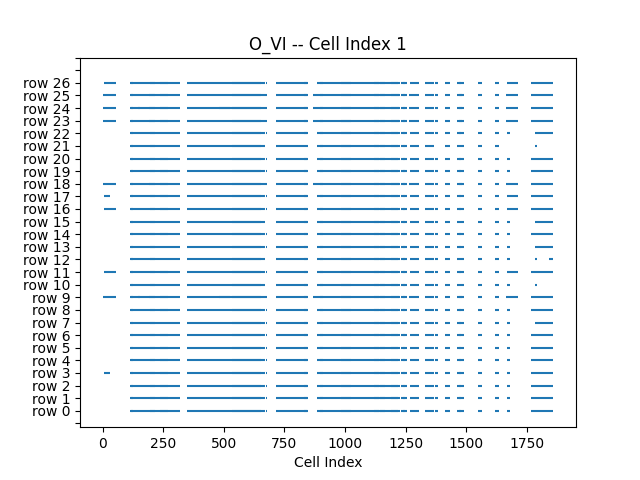 O_VI -- Cell Index 1
row 26
row 25
row 24
row 23
row 22
row 21
row 20
row 19
row 18
row 17
row 16
row 15
row 14
row 13
row 12
row 11
row 10
row 9
row 8
row 7
row 6
row 5
row 4
row 3
row 2
row 1
row 0
0 250 500 750 1000 1250 1500 1750
Cell Index